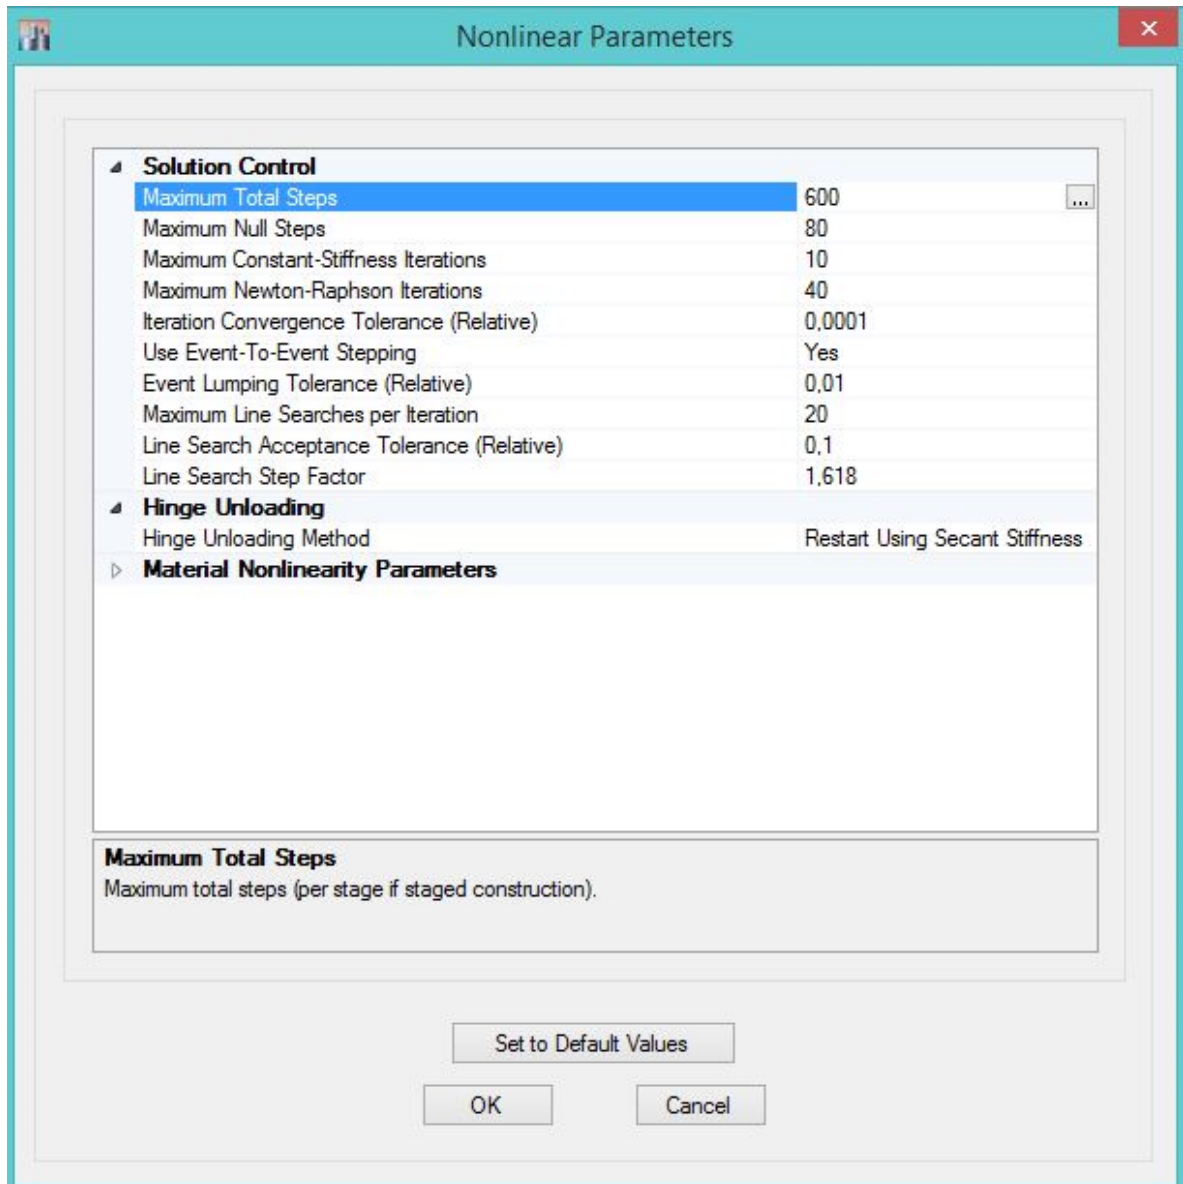 Nonlinear Parameters
Solution Control
Maximum Total Steps 600 ...
Maximum Null Steps 80
Maximum Constant-Stiffness Iterations 10
Maximum Newton-Raphson Iterations 40
Iteration Convergence Tolerance (Relative) 0,0001
Use Event-To-Event Stepping Yes
Event Lumping Tolerance (Relative) 0,01
Maximum Line Searches per Iteration 20
Line Search Acceptance Tolerance (Relative) 0,1
Line Search Step Factor 1,618
Hinge Unloading
Hinge Unloading Method Restart Using Secant Stiffness
Material Nonlinearity Parameters
Maximum Total Steps
Maximum total steps (per stage if staged construction).
Set to Default Values
OK Cancel